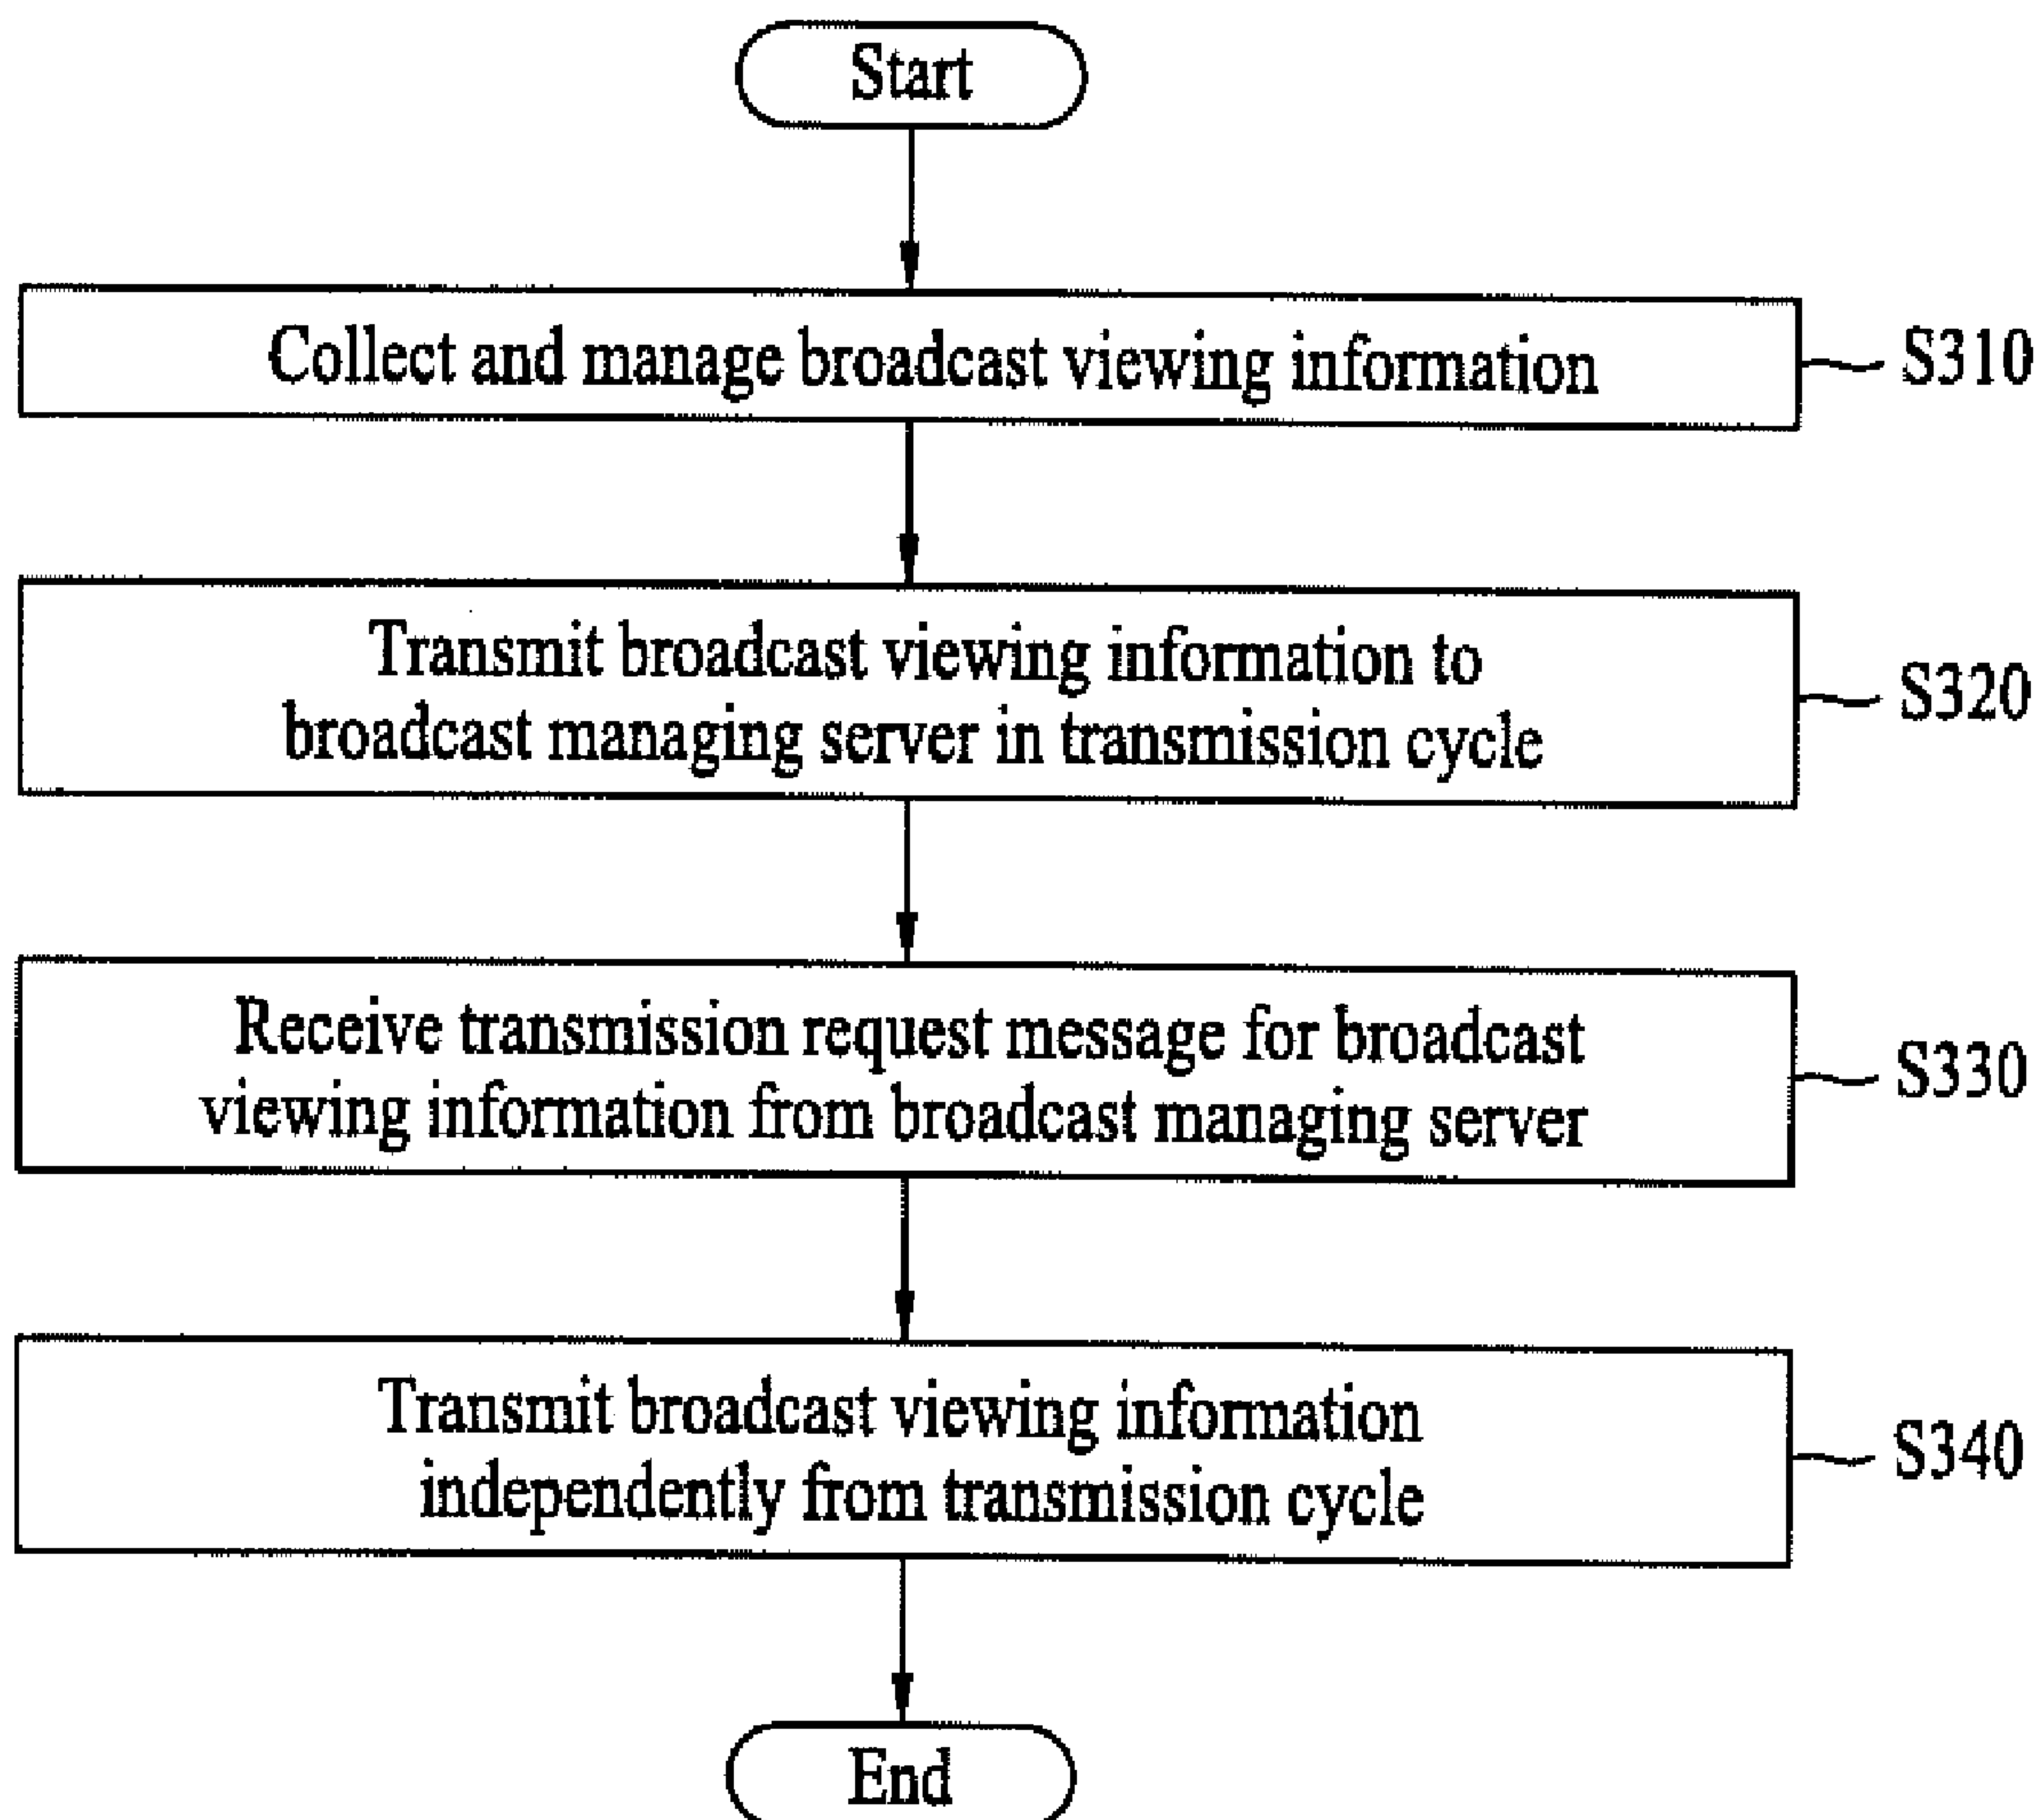 Start
Collect and manage broadcast viewing information
S310
Transmit broadcast viewing information to
broadcast managing server in transmission cycle
S320
Receive transmission request message for broadcast
viewing information from broadcast managing server
S330
Transmit broadcast viewing information
independently from transmission cycle
S340
End